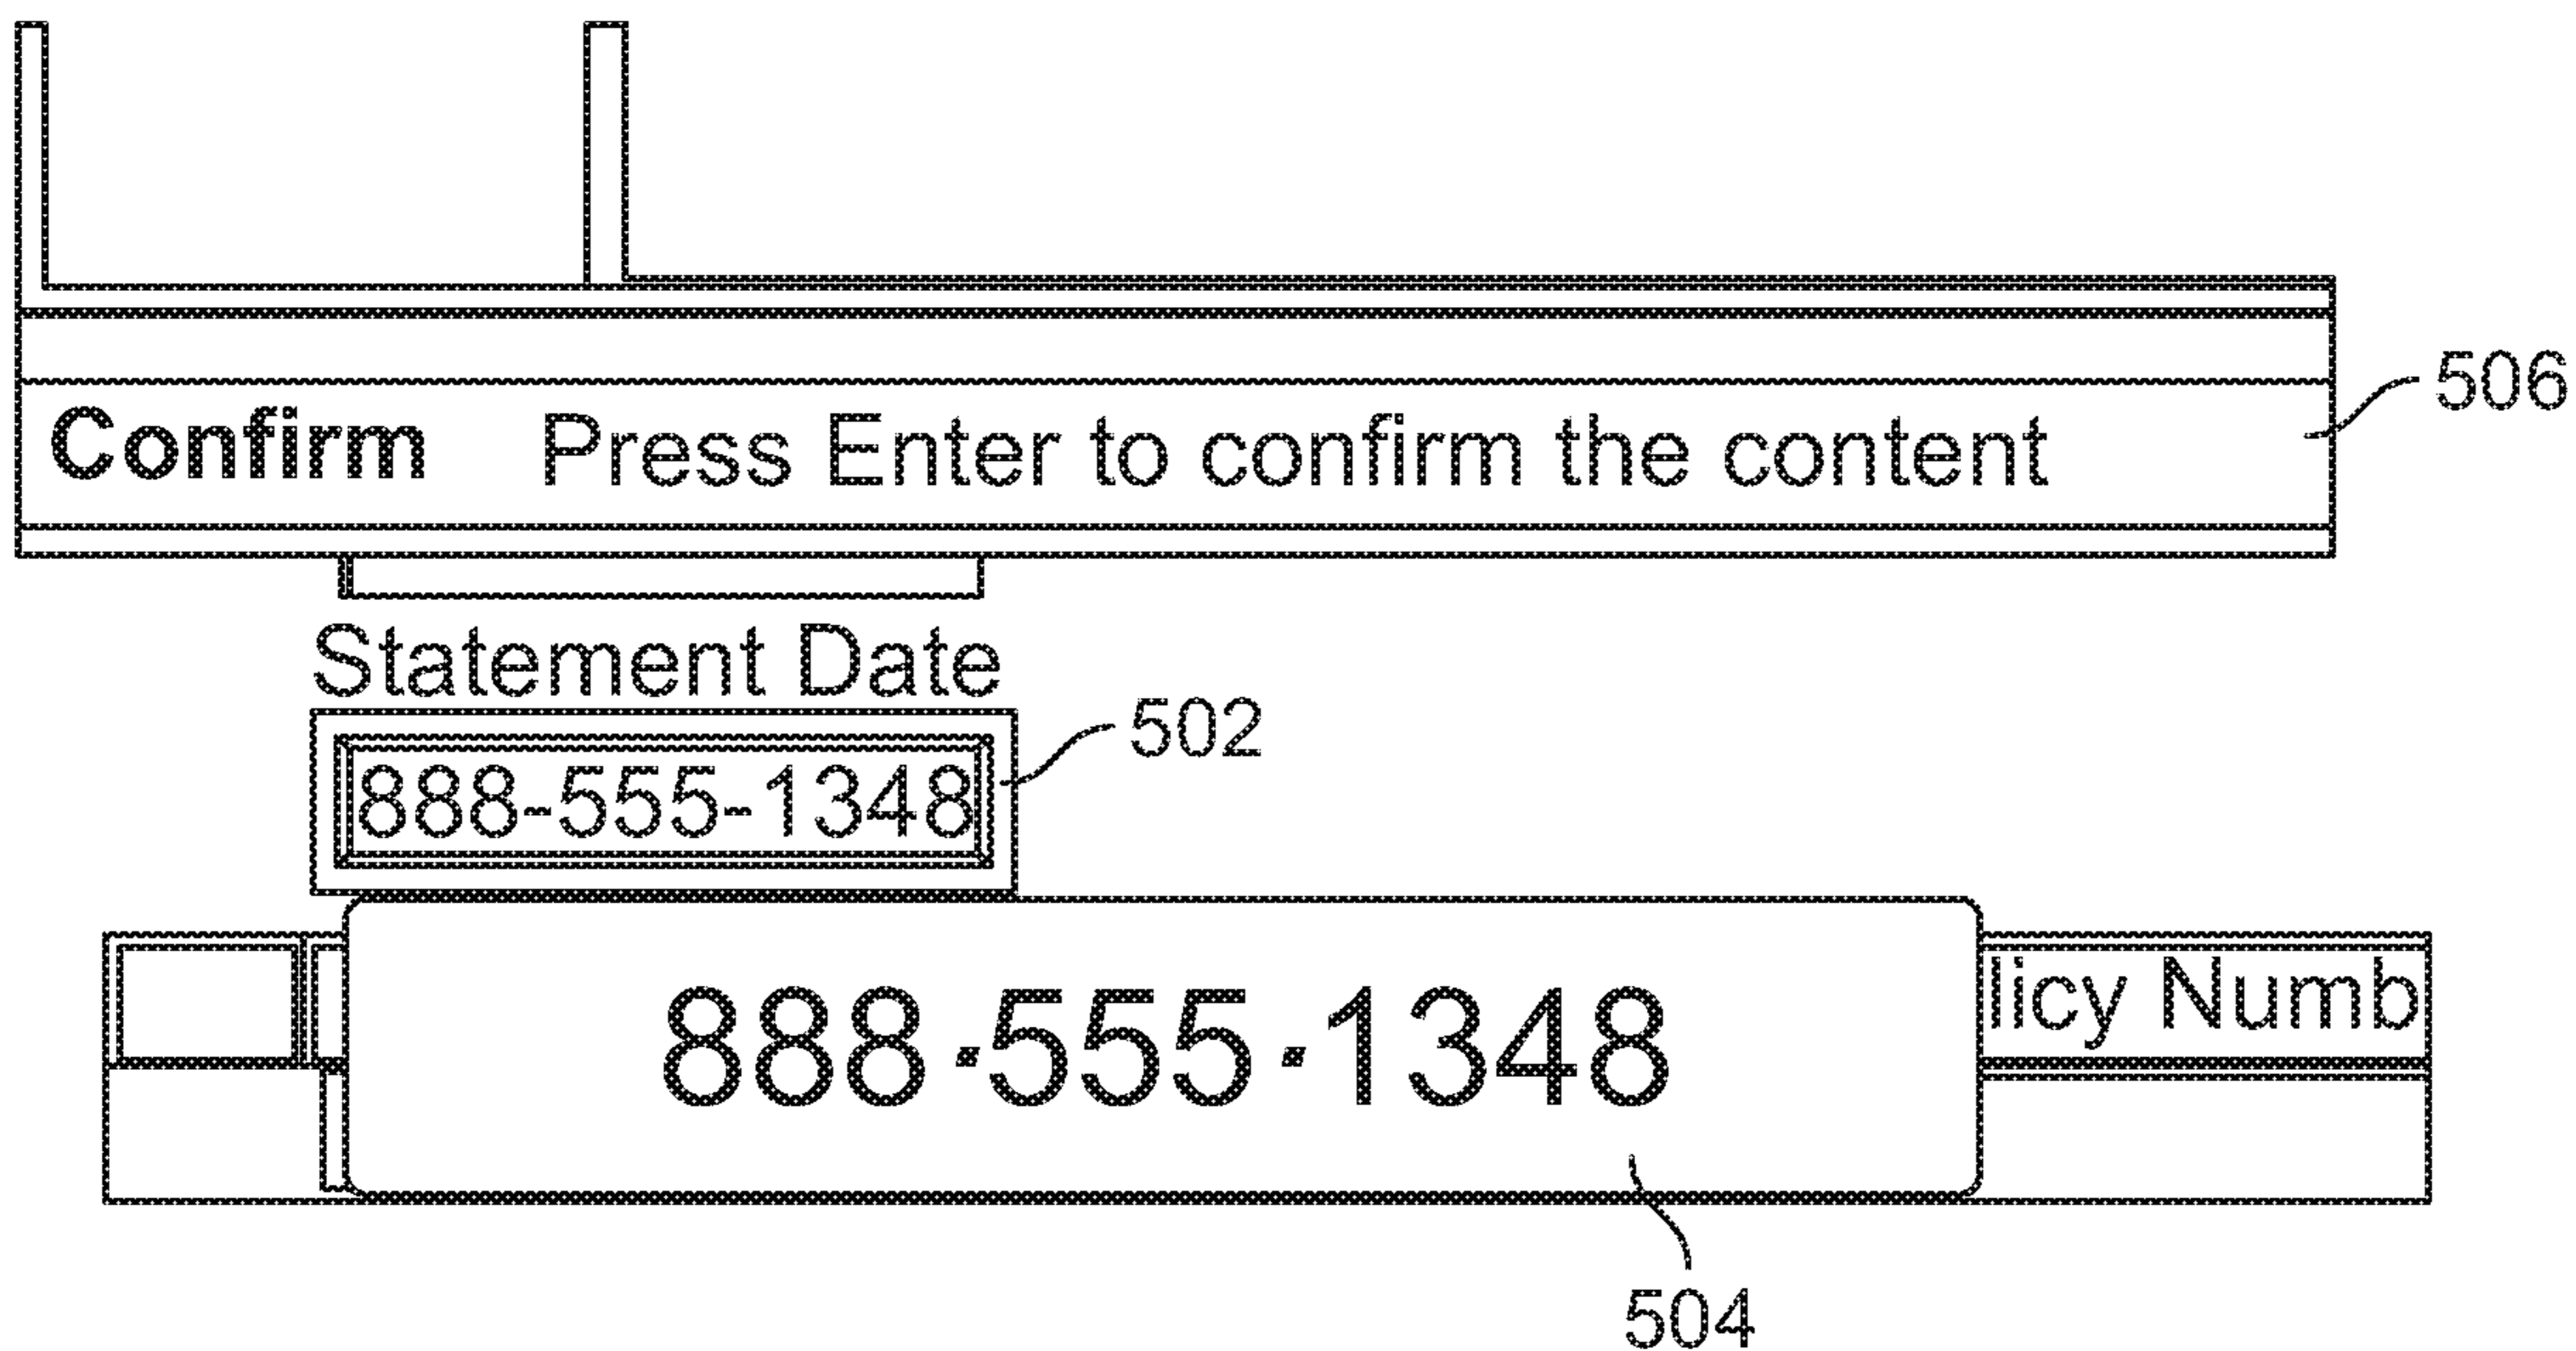 506
Confirm Press Enter to confirm the content
Statement Date
502
888-555-1348
licy Numb
888-555-1348
504